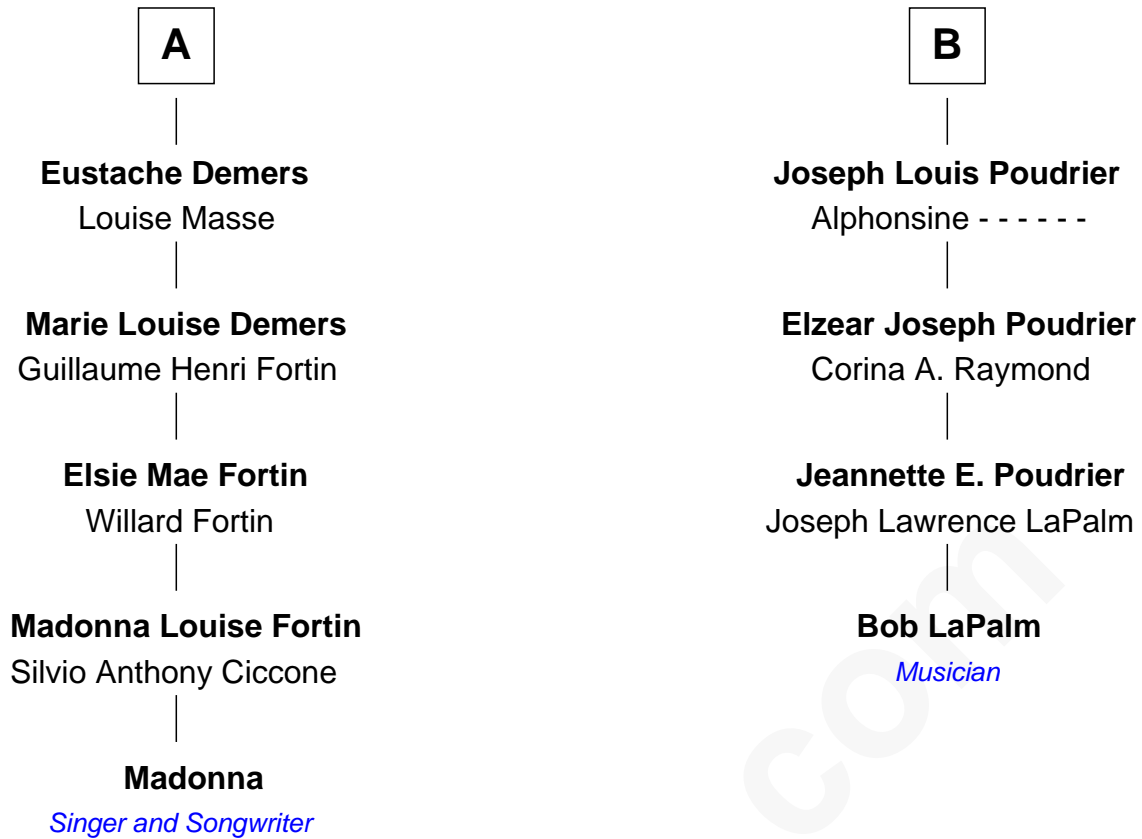 A
Eustache Demers
Louise Masse
Marie Louise Demers
Guillaume Henri Fortin
Elsie Mae Fortin
Willard Fortin
Madonna Louise Fortin
Silvio Anthony Ciccone
Madonna
Singer and Songwriter
B
Joseph Louis Poudrier
Alphonsine - - - - - -
Elzear Joseph Poudrier
Corina A. Raymond
Jeannette E. Poudrier
Joseph Lawrence LaPalm
Bob LaPalm
Musician
com